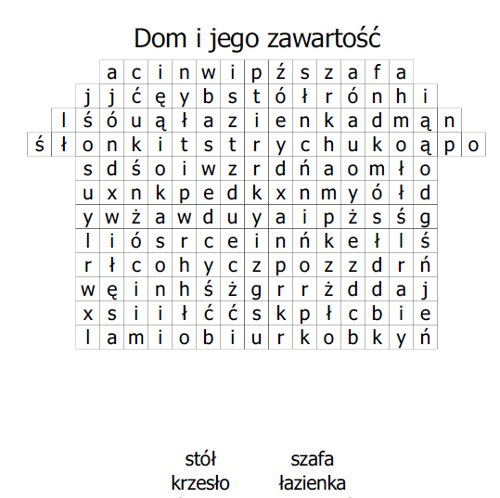 Dom i jego zawartość
a c i n w i p ź s z a f a
j j ć ę y b s t ó ł r ó n h i
l ś ó u ą ł a z i e n k a d m ą n
ś ł o n k i t s t r y c h u k o ą p o
s d ś o i w z r d ń a o m ł o
u x n k p e d k x n m y ó ł d
y w ż a w d u y a i p ż s ś g
l i ó s r c e i n ń k e ł l ś
r ł c o h y c z p o z z d r ń
w ę i n h ś ż g r r ż d d a j
x s i i ł ć ć s k p ł c b i e
l a m i o b i u r k o b k y ń
stół szafa
krzesło łazienka